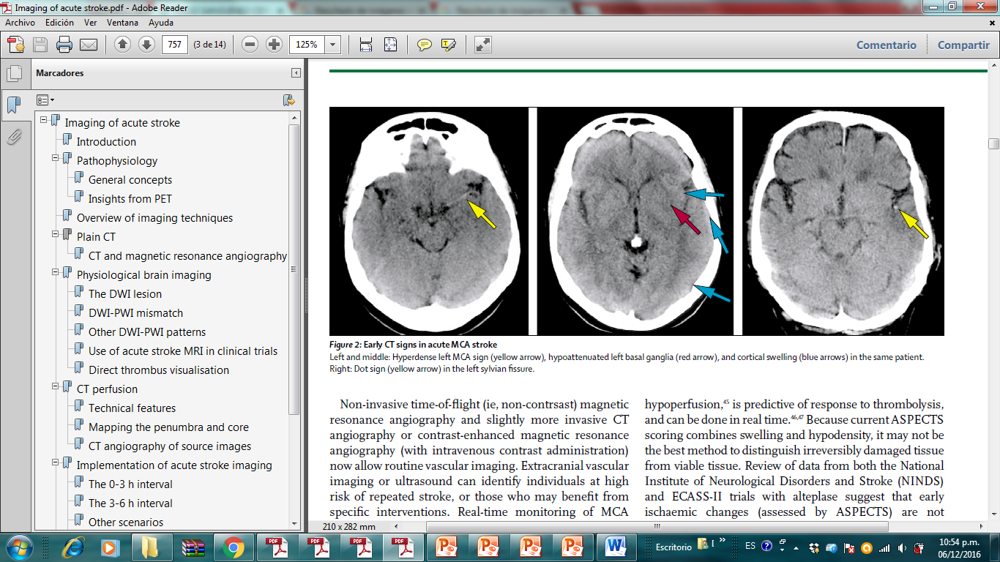 Imaging of acute stroke.pdf - Adobe Reader
Archivo Edición Ver Ventana Ayuda
757 (3 de 14) 125% Comentario Compartir
Marcadores
Imaging of acute stroke
Introduction
Pathophysiology
General concepts
Insights from PET
Overview of imaging techniques
Plain CT
CT and magnetic resonance angiography
Physiological brain imaging
The DWI lesion
DWI-PWI mismatch
Other DWI-PWI patterns
Use of acute stroke MRI in clinical trials
Direct thrombus visualisation
CT perfusion
Technical features
Mapping the penumbra and core
CT angiography of source images
Implementation of acute stroke imaging
The 0-3 h interval
The 3-6 h interval
Other scenarios
Figure 2: Early CT signs in acute MCA stroke
Left and middle: Hyperdense left MCA sign (yellow arrow), hypoattenuated left basal ganglia (red arrow), and cortical swelling (blue arrows) in the same patient.
Right: Dot sign (yellow arrow) in the left sylvian fissure.
Non-invasive time-of-flight (ie, non-contrsast) magnetic
resonance angiography and slightly more invasive CT
angiography or contrast-enhanced magnetic resonance
angiography (with intravenous contrast administration)
now allow routine vascular imaging. Extracranial vascular
imaging or ultrasound can identify individuals at high
risk of repeated stroke, or those who may benefit from
specific interventions. Real-time monitoring of MCA
hypoperfusion,45 is predictive of response to thrombolysis,
and can be done in real time.46,47 Because current ASPECTS
scoring combines swelling and hypodensity, it may not be
the best method to distinguish irreversibly damaged tissue
from viable tissue. Review of data from both the National
Institute of Neurological Disorders and Stroke (NINDS)
and ECASS-II trials with alteplase suggest that early
ischaemic changes (assessed by ASPECTS) are not
210 x 282 mm
PDF PDF PDF PDF
Escritorio
ES
10:54 p.m.
06/12/2016